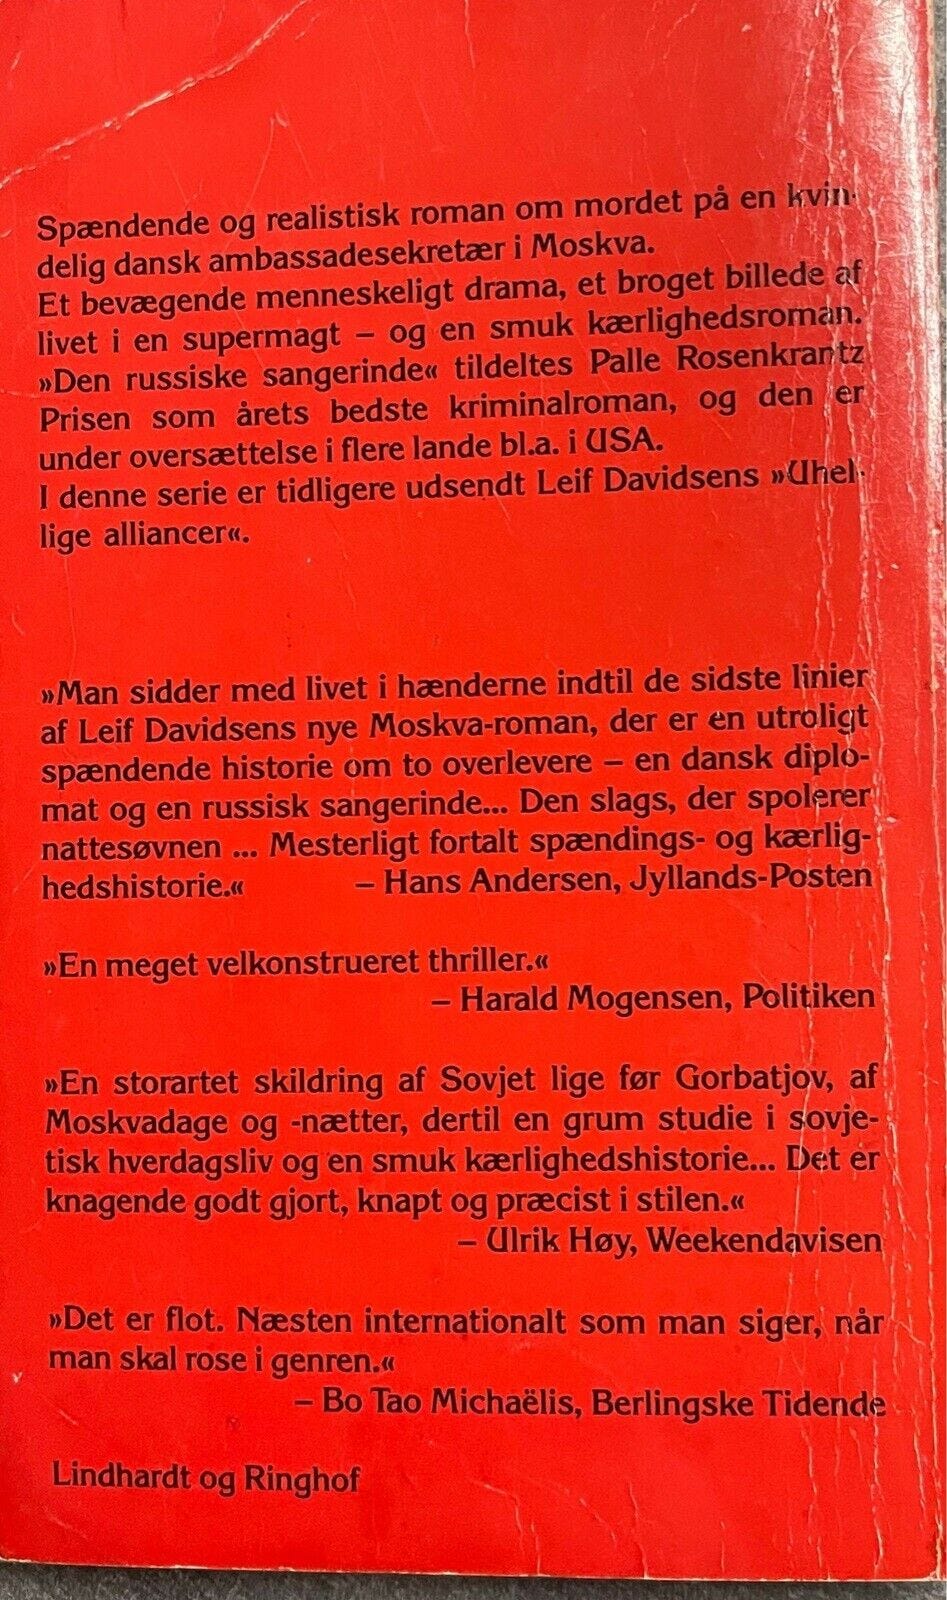 Spændende og realistisk roman om mordet på en kvin-
delig dansk ambassadesekretær i Moskva.
Et bevægende menneskeligt drama, et broget billede af
livet i en supermagt – og en smuk kærlighedsroman.
»Den russiske sangerinde« tildeltes Palle Rosenkrantz
Prisen som årets bedste kriminalroman, og den er
under oversættelse i flere lande bl.a. i USA.
I denne serie er tidligere udsendt Leif Davidsens »Uhel-
lige alliancer«.
»Man sidder med livet i hænderne indtil de sidste linier
af Leif Davidsens nye Moskva-roman, der er en utroligt
spændende historie om to overlevere – en dansk diplo-
mat og en russisk sangerinde... Den slags, der spolerer
nattesøvnen ... Mesterligt fortalt spændings- og kærlig-
hedshistorie.« – Hans Andersen, Jyllands-Posten
»En meget velkonstrueret thriller.«
– Harald Mogensen, Politiken
»En storartet skildring af Sovjet lige før Gorbatjov, af
Moskvadage og -nætter, dertil en grum studie i sovje-
tisk hverdagsliv og en smuk kærlighedshistorie... Det er
knagende godt gjort, knapt og præcist i stilen.«
– Ulrik Høy, Weekendavisen
»Det er flot. Næsten internationalt som man siger, når
man skal rose i genren.«
– Bo Tao Michaëlis, Berlingske Tidende
Lindhardt og Ringhof